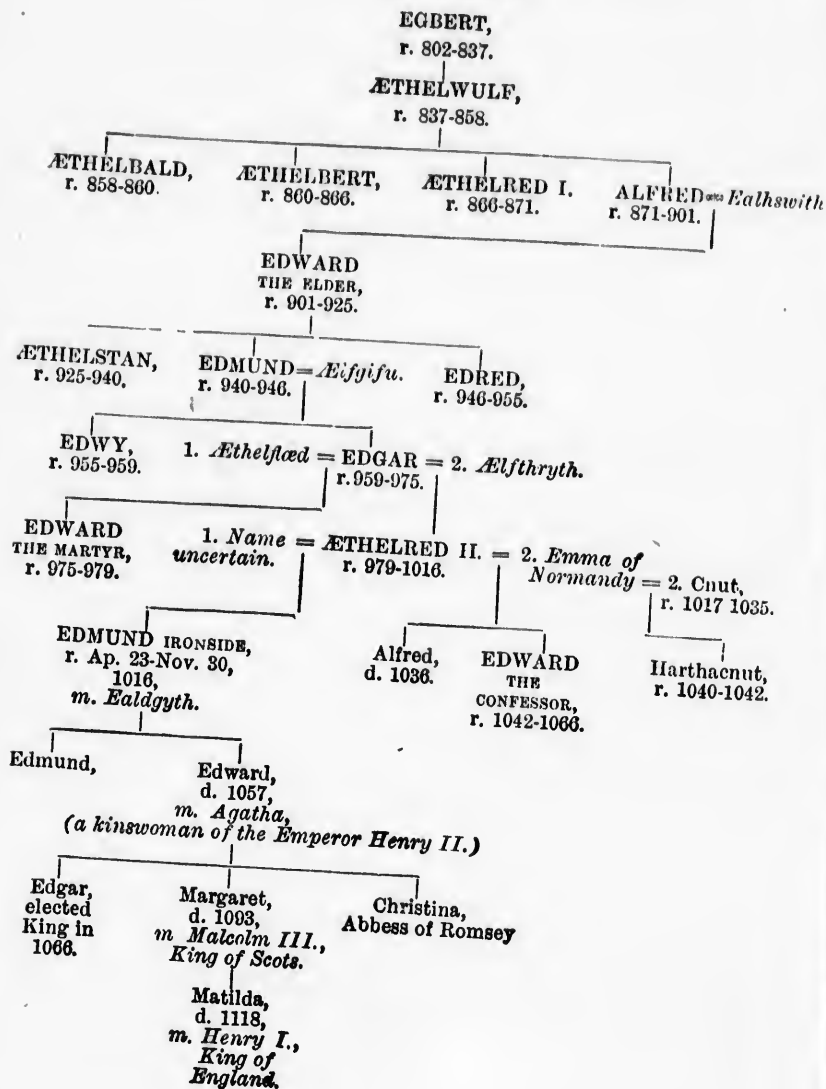 EGBERT,
r. 802-837.
ÆTHELWULF,
r. 837-858.
ÆTHELBALD,
r. 858-860.
ÆTHELBERT,
r. 860-866.
ÆTHELRED I.
r. 866-871.
ALFRED = Ealhswith
r. 871-901.
EDWARD
THE ELDER,
r. 901-925.
ÆTHELSTAN,
r. 925-940.
EDMUND = Ælfgifu.
r. 940-946.
EDRED,
r. 946-955.
EDWY,
r. 955-959.
1. Æthelflœd = EDGAR = 2. Ælfthryth.
r. 959-975.
EDWARD
THE MARTYR,
r. 975-979.
1. Name = ÆTHELRED II. = 2. Emma of
uncertain. r. 979-1016. Normandy = 2. Cnut,
r. 1017 1035.
EDMUND IRONSIDE,
r. Ap. 23-Nov. 30,
1016,
m. Ealdgyth.
Alfred,
d. 1036.
EDWARD
THE
CONFESSOR,
r. 1042-1066.
Harthacnut,
r. 1040-1042.
Edmund,
Edward,
d. 1057,
m. Agatha,
(a kinswoman of the Emperor Henry II.)
Edgar,
elected
King in
1066.
Margaret,
d. 1093,
m Malcolm III.,
King of Scots.
Christina,
Abbess of Romsey
Matilda,
d. 1118,
m. Henry I.,
King of
England.